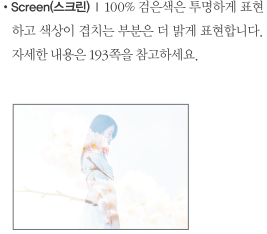 • Screen(스크린) | 100% 검은색은 투명하게 표현
하고 색상이 겹치는 부분은 더 밝게 표현합니다.
자세한 내용은 193쪽을 참고하세요.